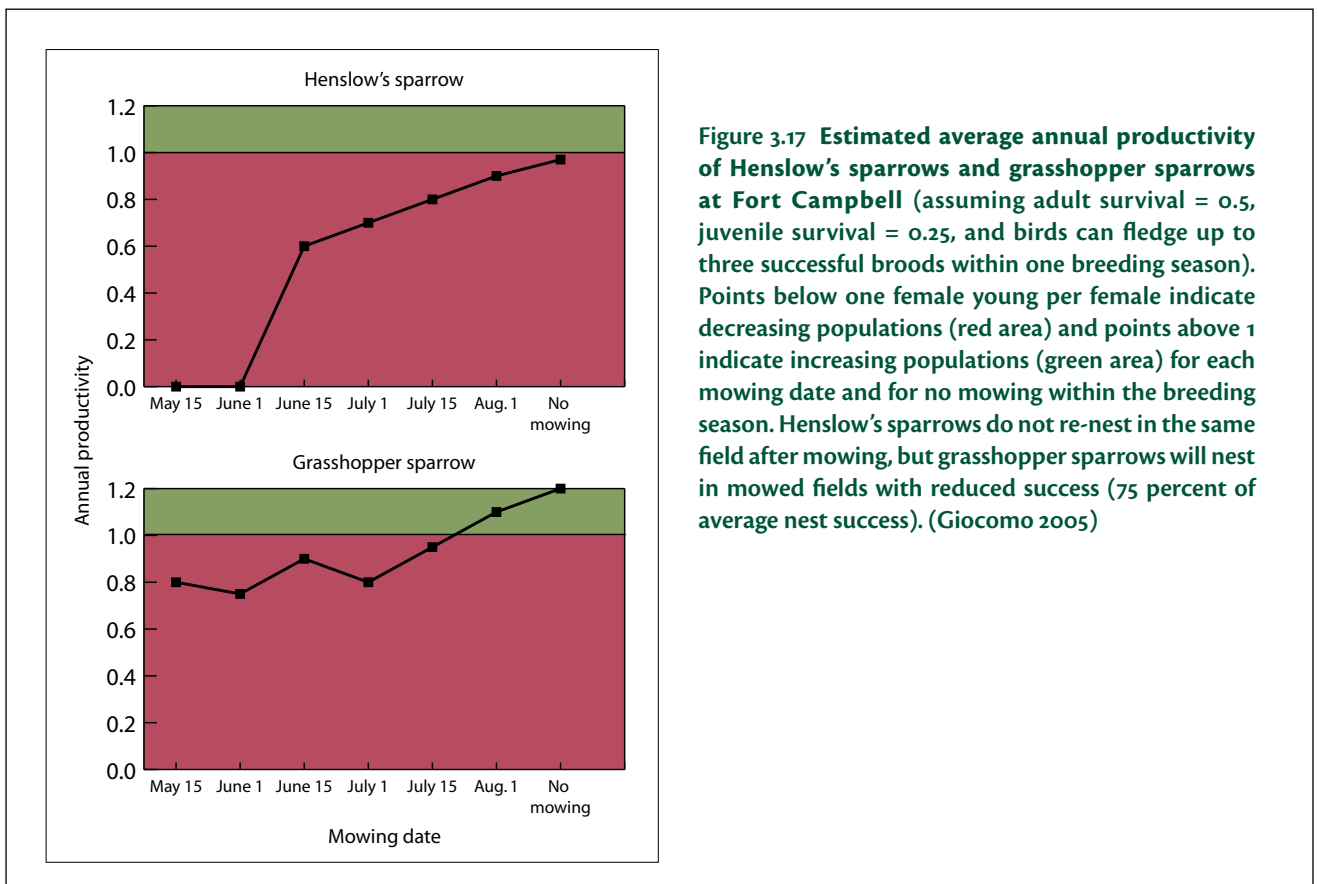 Henslow's sparrow
1.2
1.0
0.8
0.6
0.4
0.2
0.0
May 15 June 1 June 15 July 1 July 15 Aug. 1 No
mowing
Annual productivity
Grasshopper sparrow
1.2
1.0
0.8
0.6
0.4
0.2
0.0
May 15 June 1 June 15 July 1 July 15 Aug. 1 No
mowing
Mowing date
Figure 3.17 Estimated average annual productivity
of Henslow's sparrows and grasshopper sparrows
at Fort Campbell (assuming adult survival = 0.5,
juvenile survival = 0.25, and birds can fledge up to
three successful broods within one breeding season).
Points below one female young per female indicate
decreasing populations (red area) and points above 1
indicate increasing populations (green area) for each
mowing date and for no mowing within the breeding
season. Henslow's sparrows do not re-nest in the same
field after mowing, but grasshopper sparrows will nest
in mowed fields with reduced success (75 percent of
average nest success). (Giocomo 2005)